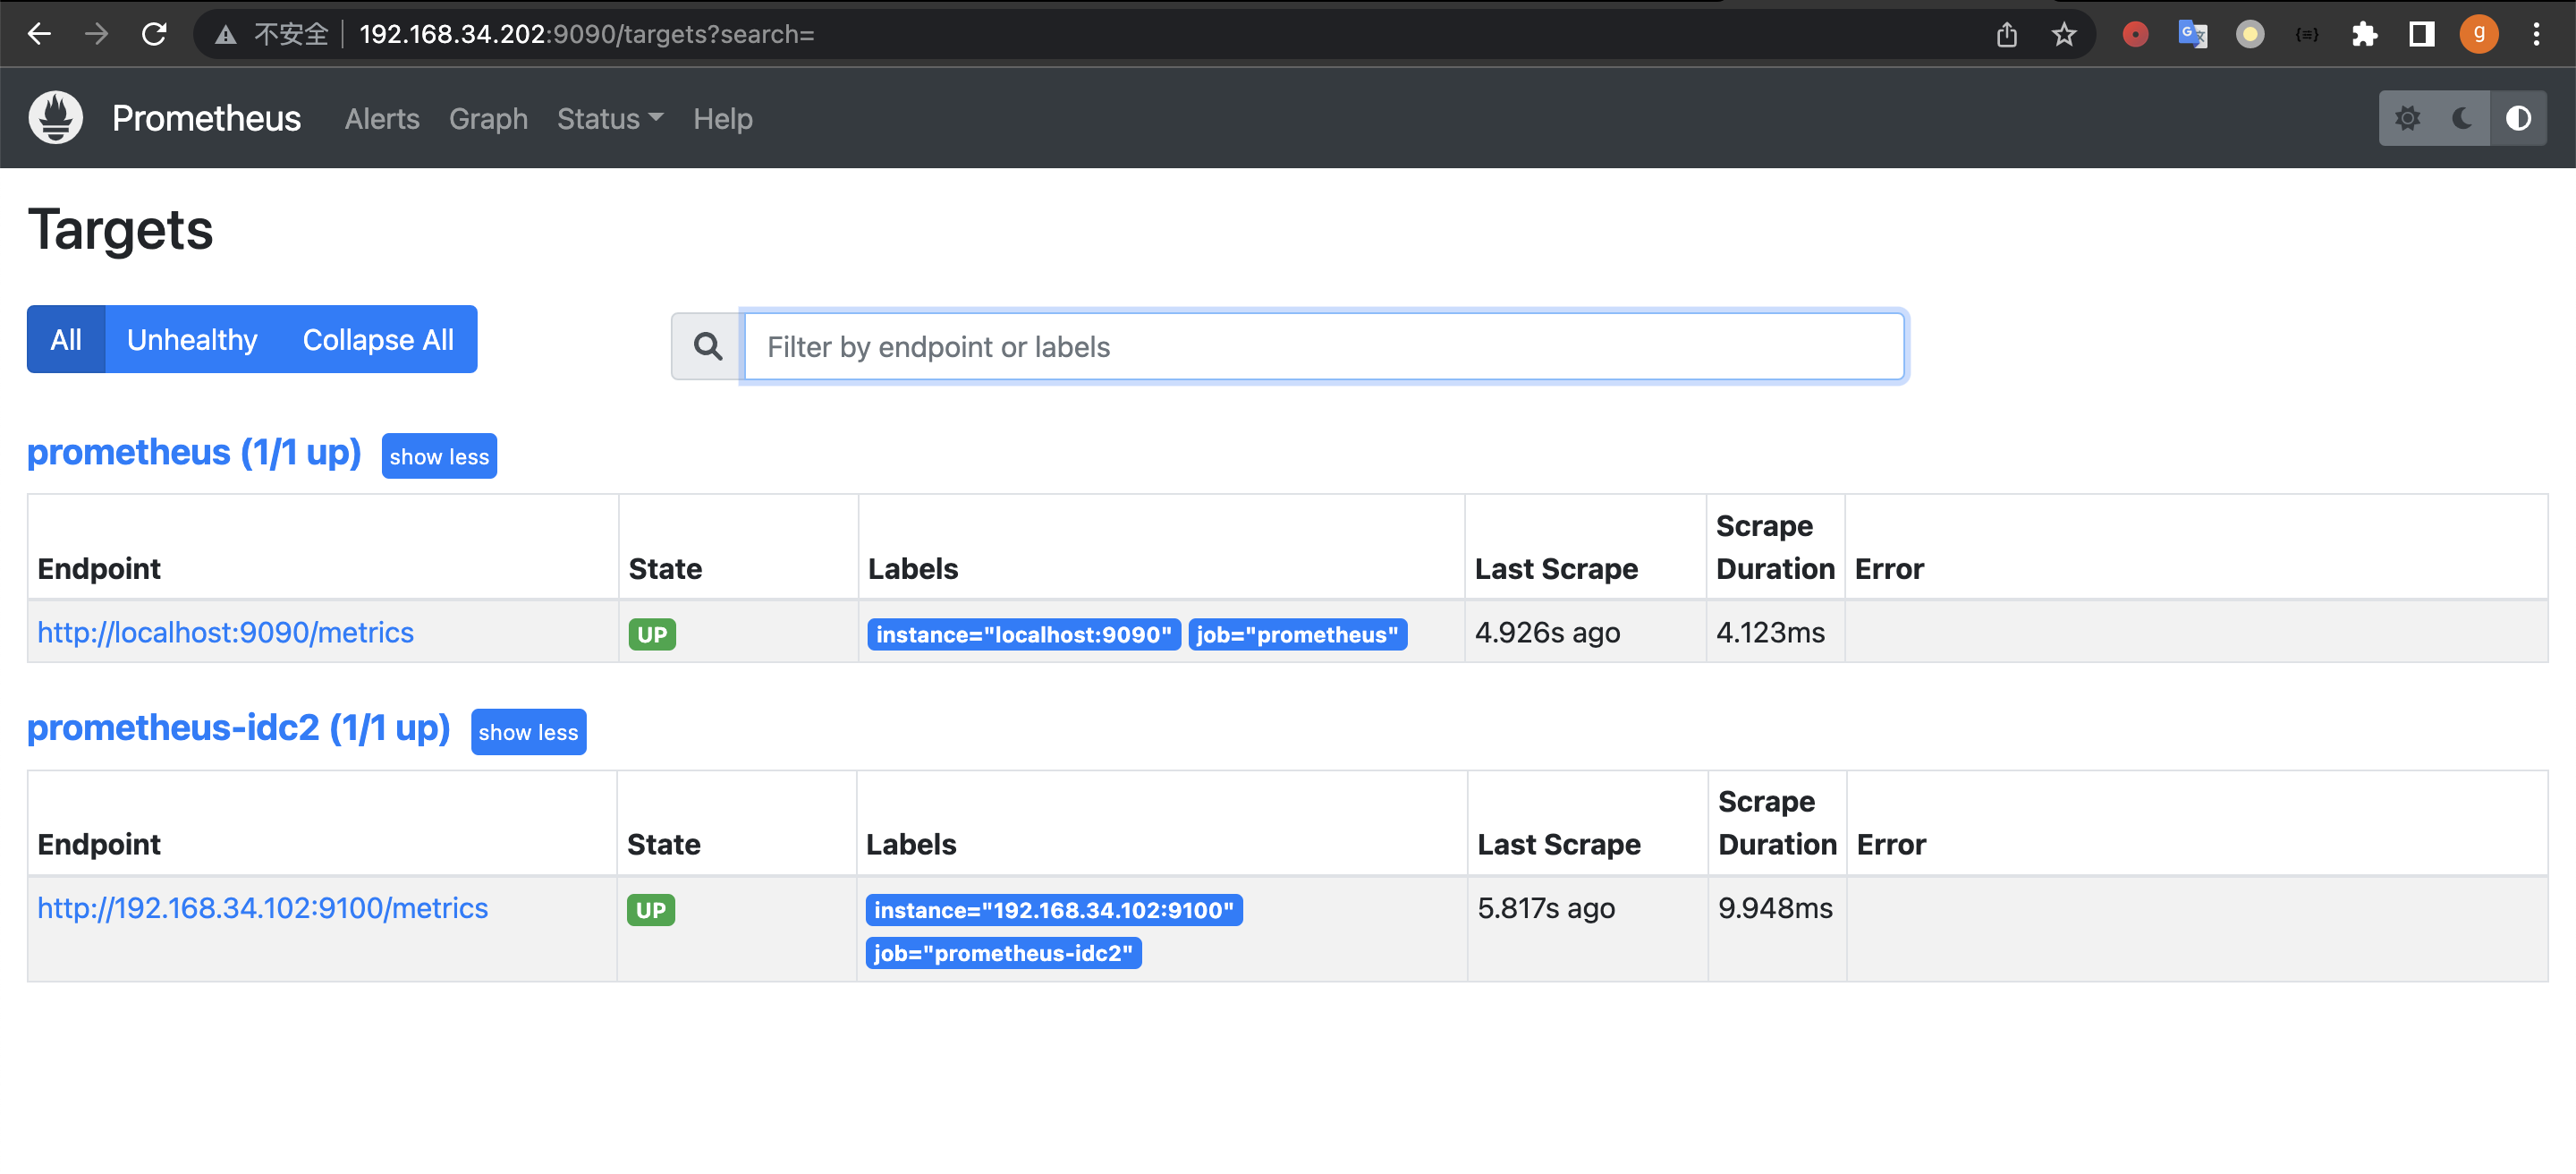 不安全 192.168.34.202:9090/targets?search=
g
Prometheus Alerts Graph Status Help
Targets
All Unhealthy Collapse All
Filter by endpoint or labels
prometheus (1/1 up) show less
Endpoint State Labels Last Scrape Scrape Duration Error
http://localhost:9090/metrics UP instance="localhost:9090" job="prometheus" 4.926s ago 4.123ms
prometheus-idc2 (1/1 up) show less
Endpoint State Labels Last Scrape Scrape Duration Error
http://192.168.34.102:9100/metrics UP instance="192.168.34.102:9100" 5.817s ago 9.948ms
job="prometheus-idc2"